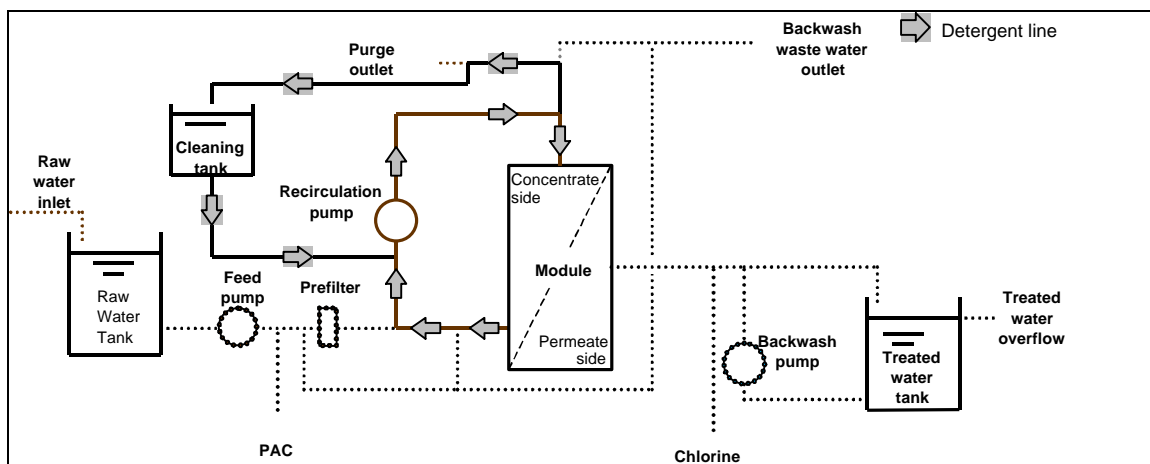 Purge
outlet
Backwash
waste water
outlet
Detergent line
Cleaning
tank
Raw
water
inlet
Recirculation
pump
Concentrate
side
Module
Permeate
side
Raw
Water
Tank
Feed
pump
Prefilter
Backwash
pump
Treated
water
tank
Treated
water
overflow
PAC
Chlorine